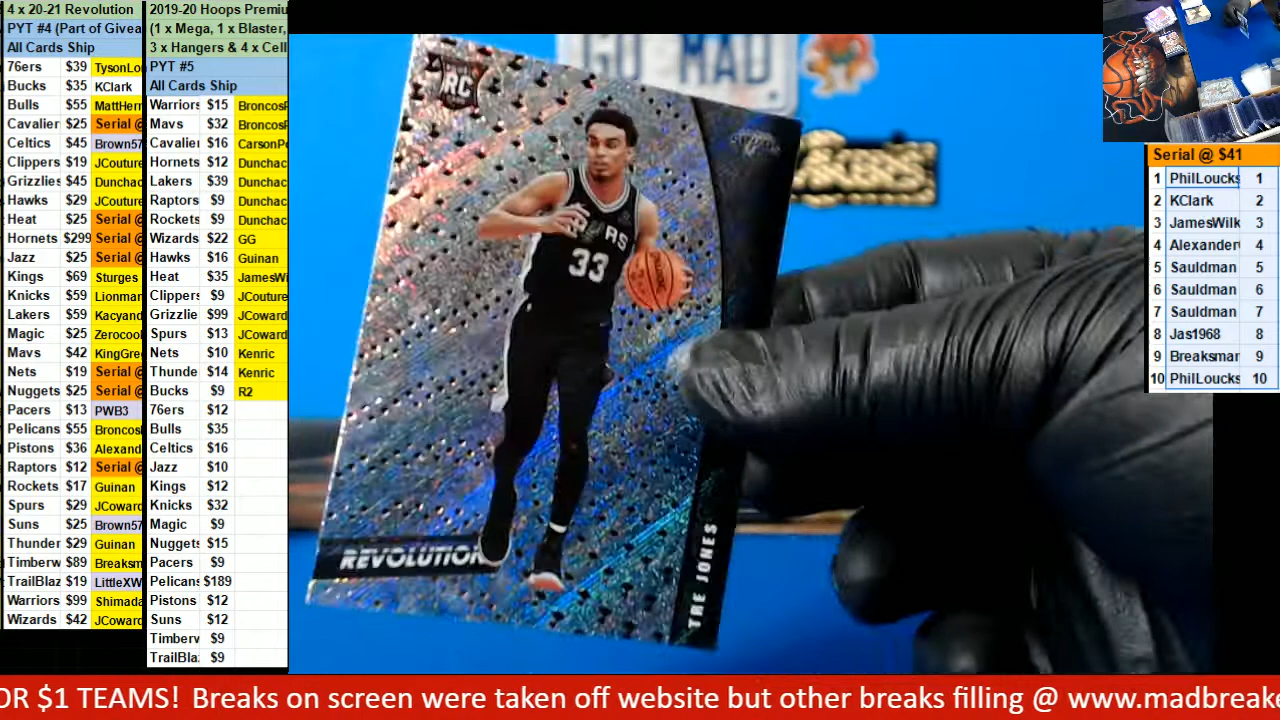 4 x 20-21 Revolution
PYT #4 (Part of Givea
All Cards Ship
76ers $39 TysonLo
Bucks $35 KClark
Bulls $55 MattHerr
Cavalier $25 Serial @
Celtics $45 Brown57
Clippers $19 JCouture
Grizzlies $45 Dunchac
Hawks $29 JCouture
Heat $25 Serial @
Hornets $299 Serial @
Jazz $25 Serial @
Kings $69 Sturges
Knicks $59 Lionman
Lakers $59 Kacyand
Magic $25 Zerocool
Mavs $42 KingGre
Nets $19 Serial @
Nuggets $25 Serial @
Pacers $13 PWB3
Pelicans $55 Broncos
Pistons $36 Alexand
Raptors $12 Serial @
Rockets $17 Guinan
Spurs $29 JCoward
Suns $25 Brown57
Thunder $29 Guinan
Timberw $89 Breaksm
TrailBlaz $19 LittleXW
Warriors $99 Shimada
Wizards $42 JCoward
2019-20 Hoops Premiu
(1 x Mega, 1 x Blaster,
3 x Hangers & 4 x Cell
PYT #5
All Cards Ship
Warriors $15 Broncos
Mavs $32 Broncos
Cavalie $16 CarsonP
Hornets $12 Dunchac
Lakers $39 Dunchac
Raptors $9 Dunchac
Rockets $9 Dunchac
Wizards $22 GG
Hawks $16 Guinan
Heat $35 JamesWi
Clippers $9 JCouture
Grizzlie $99 JCoward
Spurs $13 JCoward
Nets $10 Kenric
Thunde $14 Kenric
Bucks $9 R2
76ers $12
Bulls $35
Celtics $16
Jazz $10
Kings $12
Knicks $32
Magic $9
Nuggets $15
Pacers $9
Pelicans $189
Pistons $12
Suns $12
Timberv $9
TrailBla $9
GO MAD
RC
RS
33
REVOLUTION
TRE JONES
Serial @ $41
1 PhilLoucks 1
2 KClark 2
3 JamesWilk 3
4 Alexander 4
5 Sauldman 5
6 Sauldman 6
7 Sauldman 7
8 Jas1968 8
9 Breaksmar 9
10 PhilLoucks 10
OR $1 TEAMS! Breaks on screen were taken off website but other breaks filling @ www.madbreake